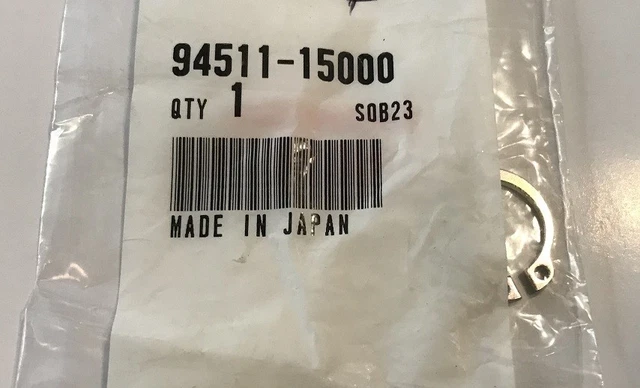 94511-15000
QTY 1 SOB23
MADE IN JAPAN